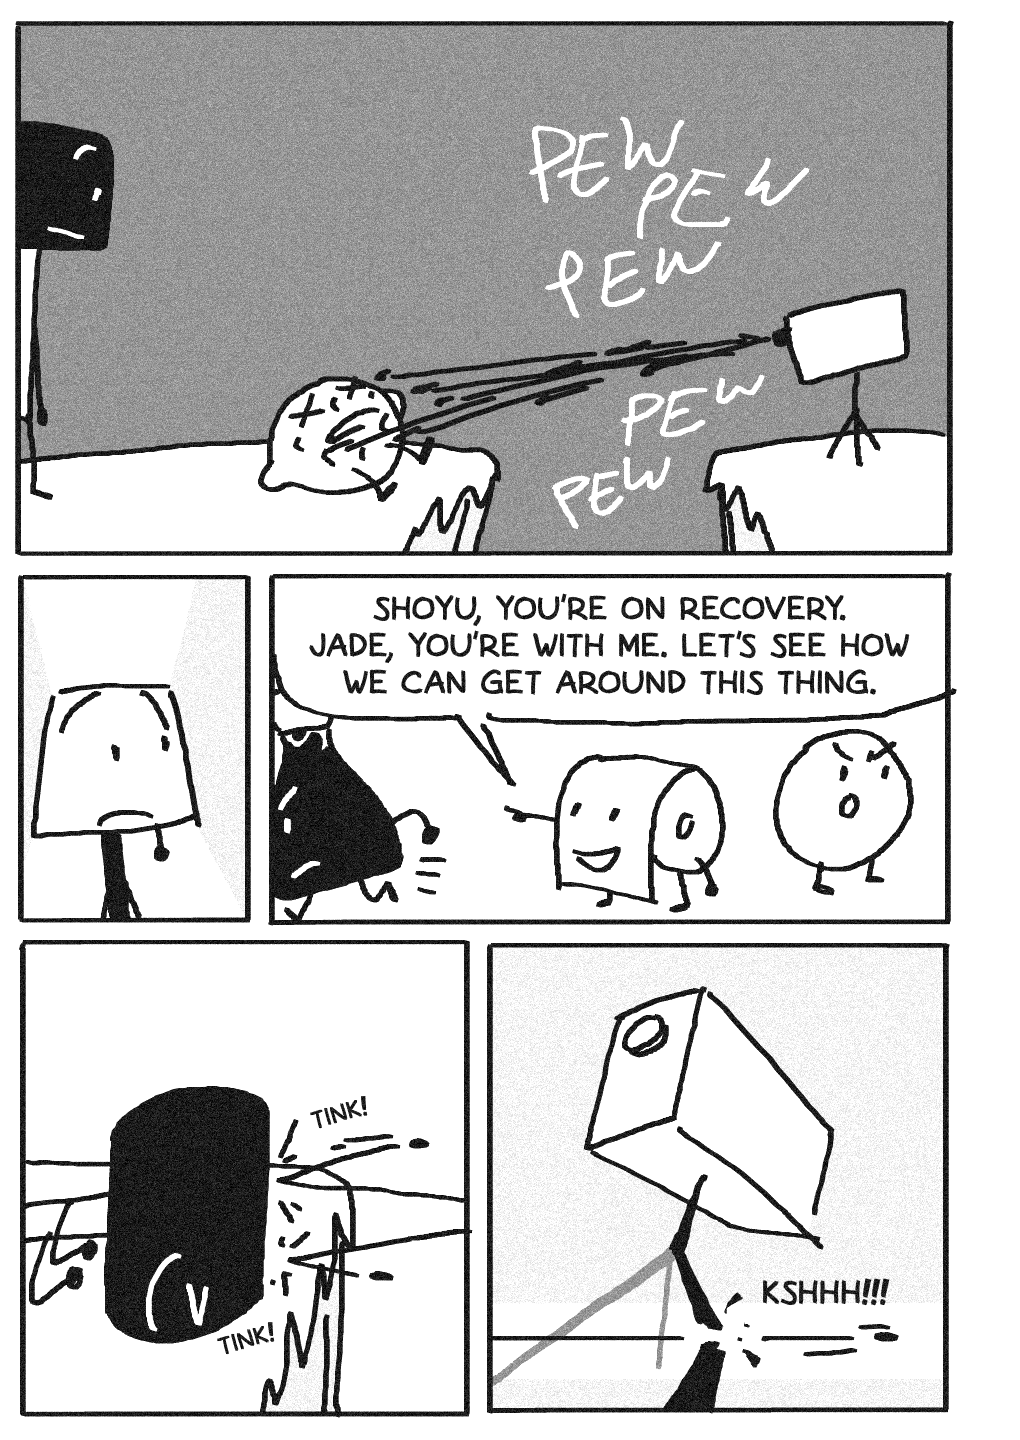 PEW
PEW
PEW
PEW
PEW
SHOYU, YOU'RE ON RECOVERY.
JADE, YOU'RE WITH ME. LET'S SEE HOW
WE CAN GET AROUND THIS THING.
TINK!
TINK!
KSHHH!!!